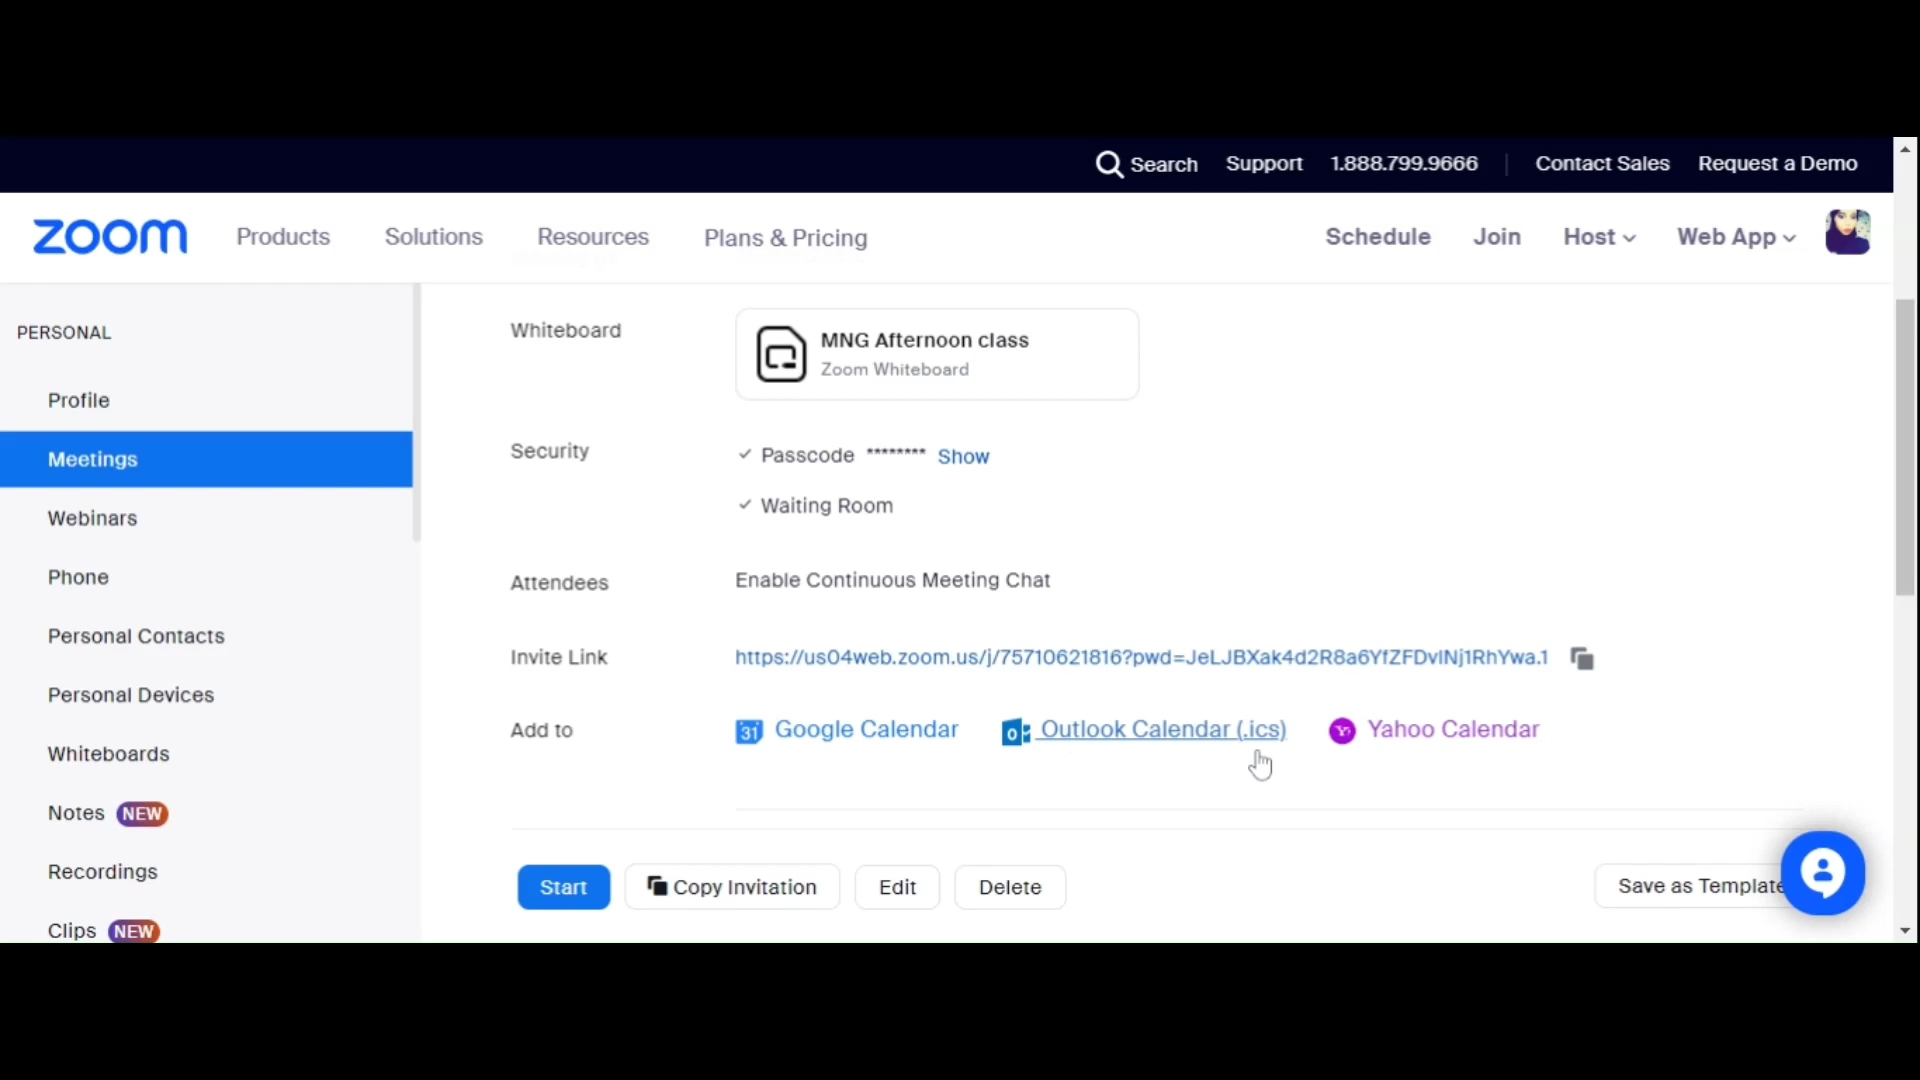 Search Support 1.888.799.9666 Contact Sales Request a Demo
zoom Products Solutions Resources Plans & Pricing Schedule Join Host Web App
PERSONAL
Profile
Meetings
Webinars
Phone
Personal Contacts
Personal Devices
Whiteboards
Notes NEW
Recordings
Clips NEW
Whiteboard
MNG Afternoon class
Zoom Whiteboard
Security
Passcode ******** Show
Waiting Room
Attendees Enable Continuous Meeting Chat
Invite Link https://us04web.zoom.us/j/75710621816?pwd=JeLJBXak4d2R8a6YfZFDvlNj1RhYwa.1
Add to 31 Google Calendar Outlook Calendar (.ics) Yahoo Calendar
Start Copy Invitation Edit Delete Save as Template